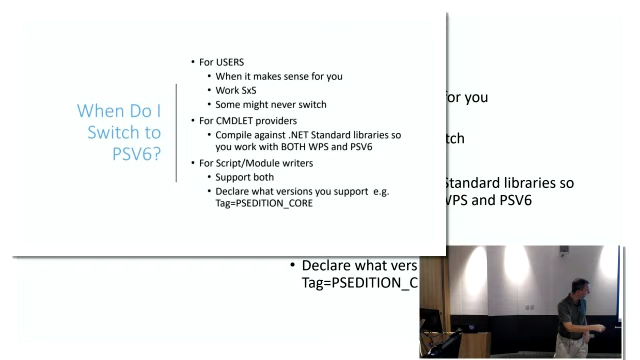 When Do I
Switch to
PSV6?
• For USERS
• When it makes sense for you
• Work SxS
• Some might never switch
• For CMDLET providers
• Compile against .NET Standard libraries so
you work with BOTH WPS and PSV6
• For Script/Module writers
• Support both
• Declare what versions you support e.g.
Tag=PSEDITION_CORE
for you
tch
Standard libraries so
WPS and PSV6
• Declare what vers
Tag=PSEDITION_C